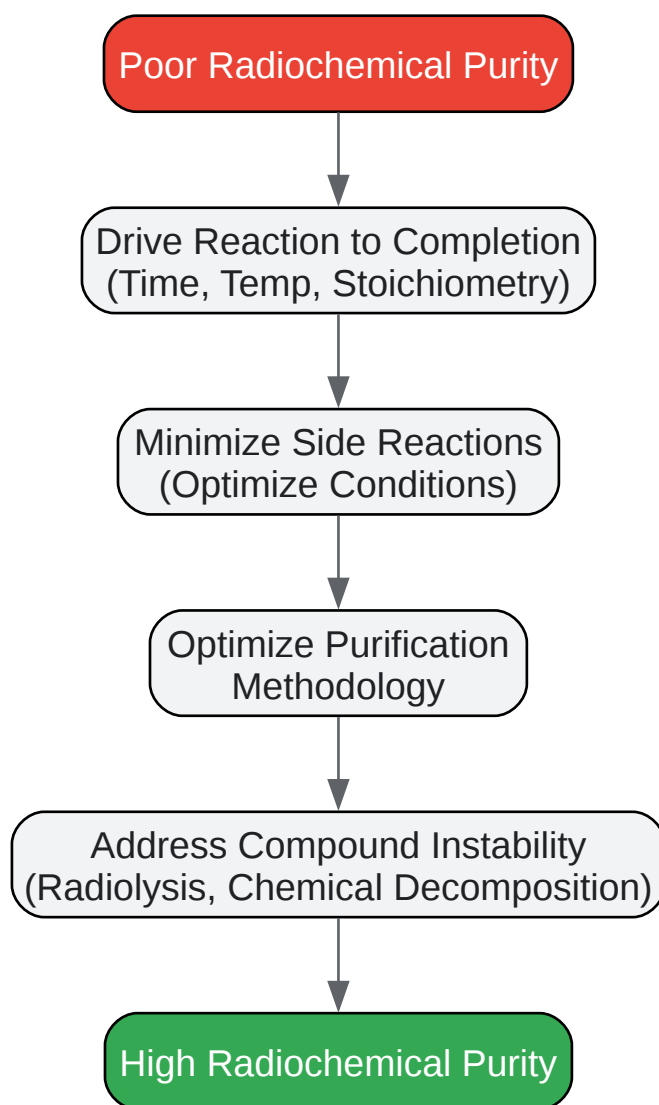 Poor Radiochemical Purity
Drive Reaction to Completion
(Time, Temp, Stoichiometry)
Minimize Side Reactions
(Optimize Conditions)
Optimize Purification
Methodology
Address Compound Instability
(Radiolysis, Chemical Decomposition)
High Radiochemical Purity